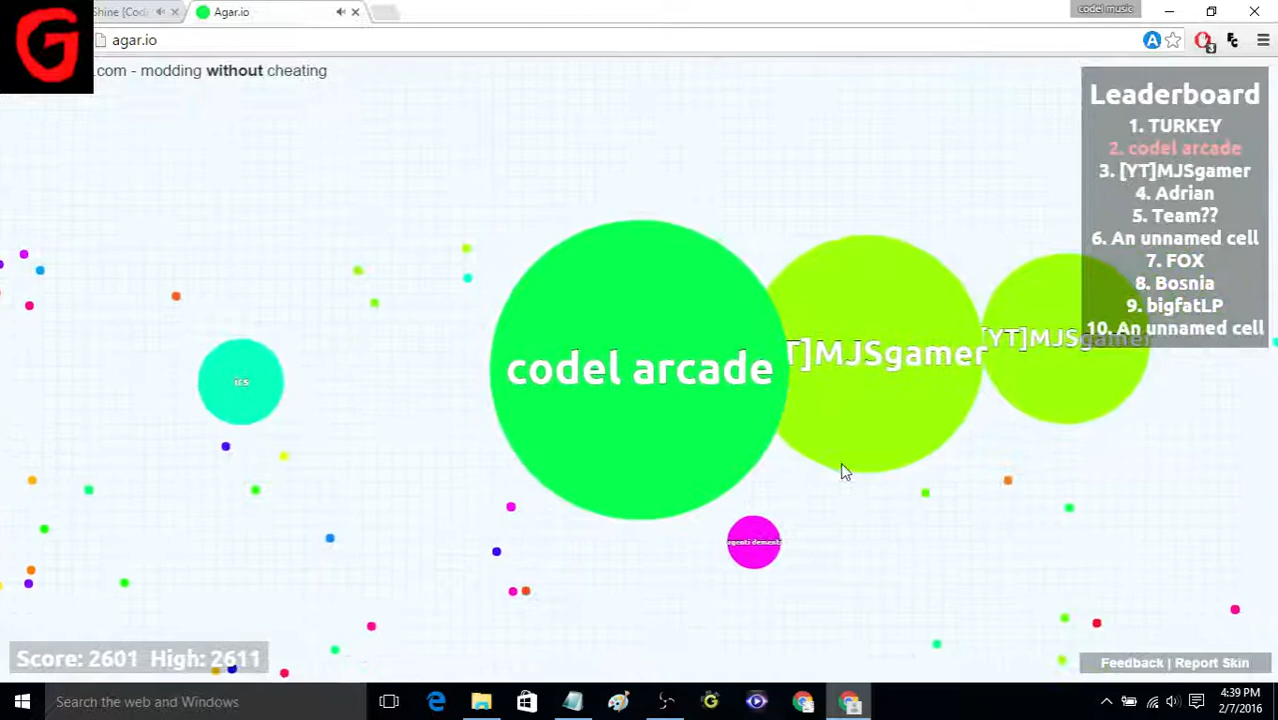 Shine {Cod
Agar.io
codel music
agar.io
3
G
.com - modding without cheating
Leaderboard
1. TURKEY
2. codel arcade
3. [YT]MJSgamer
4. Adrian
5. Team??
6. An unnamed cell
7. FOX
8. Bosnia
9. bigfatLP
10. An unnamed cell
codel arcade
T]MJSgamer
[YT]MJSgamer
Score: 2601 High: 2611
Feedback | Report Skin
Search the web and Windows
4:39 PM
2/7/2016